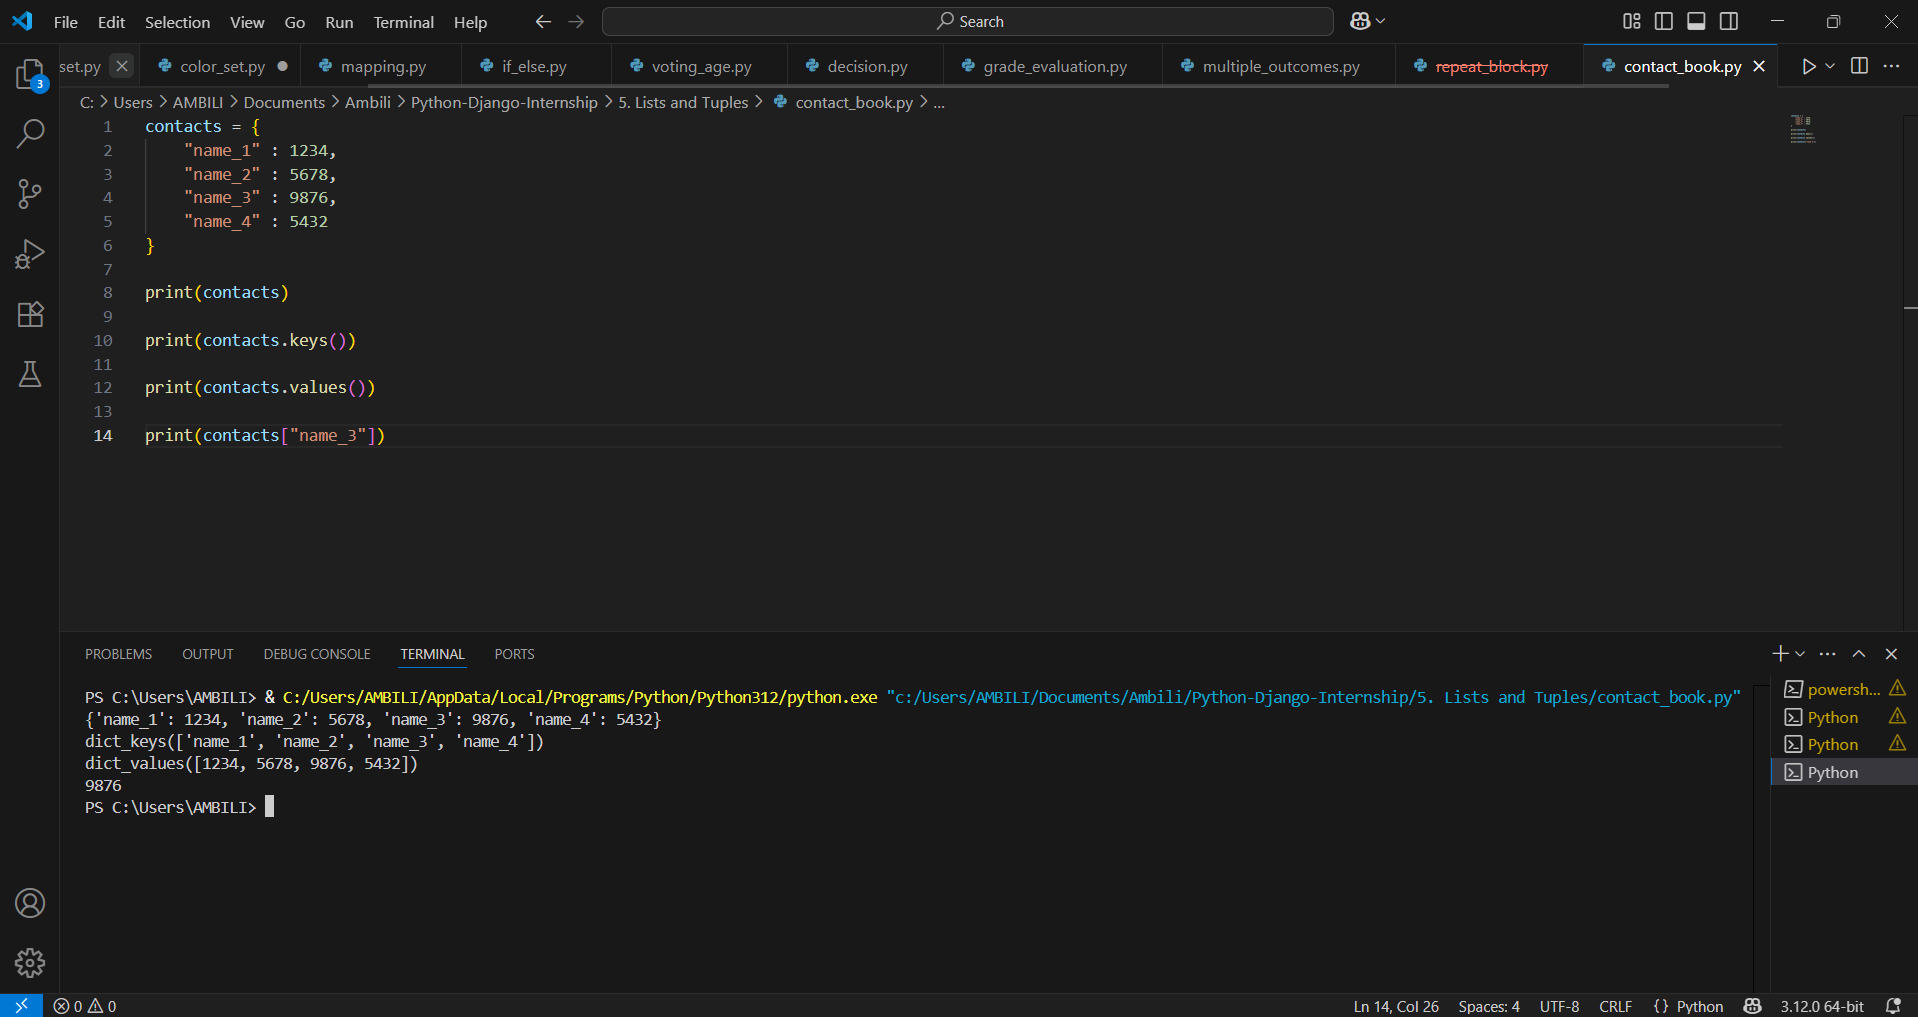 File Edit Selection View Go Run Terminal Help Search
set.py color_set.py mapping.py if_else.py voting_age.py decision.py grade_evaluation.py multiple_outcomes.py repeat_block.py contact_book.py
3
C: > Users > AMBILI > Documents > Ambili > Python-Django-Internship > 5. Lists and Tuples > contact_book.py > ...
1 contacts = {
2     "name_1" : 1234,
3     "name_2" : 5678,
4     "name_3" : 9876,
5     "name_4" : 5432
6 }
7
8 print(contacts)
9
10 print(contacts.keys())
11
12 print(contacts.values())
13
14 print(contacts["name_3"])
PROBLEMS OUTPUT DEBUG CONSOLE TERMINAL PORTS
PS C:\Users\AMBILI> & C:/Users/AMBILI/AppData/Local/Programs/Python/Python312/python.exe "c:/Users/AMBILI/Documents/Ambili/Python-Django-Internship/5. Lists and Tuples/contact_book.py"
{'name_1': 1234, 'name_2': 5678, 'name_3': 9876, 'name_4': 5432}
dict_keys(['name_1', 'name_2', 'name_3', 'name_4'])
dict_values([1234, 5678, 9876, 5432])
9876
PS C:\Users\AMBILI>
powersh...
Python
Python
Python
0 0 Ln 14, Col 26 Spaces: 4 UTF-8 CRLF {} Python 3.12.0 64-bit